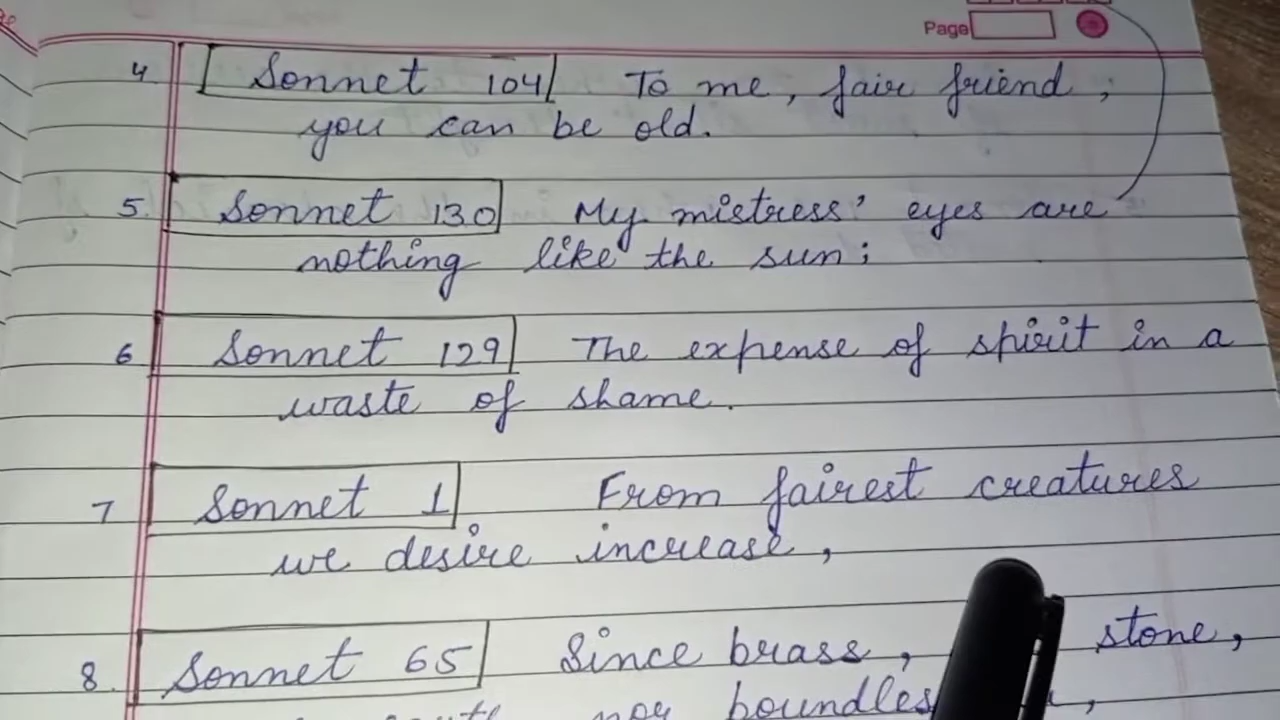 Page
4 Sonnet 104 To me, fair friend,
you can be old.
5. Sonnet 130 My mistress' eyes are
nothing like the sun;
6 Sonnet 129 The expense of spirit in a
waste of shame.
7 Sonnet 1 From fairest creatures
we desire increase,
8. Sonnet 65 Since brass, stone,
nor boundless